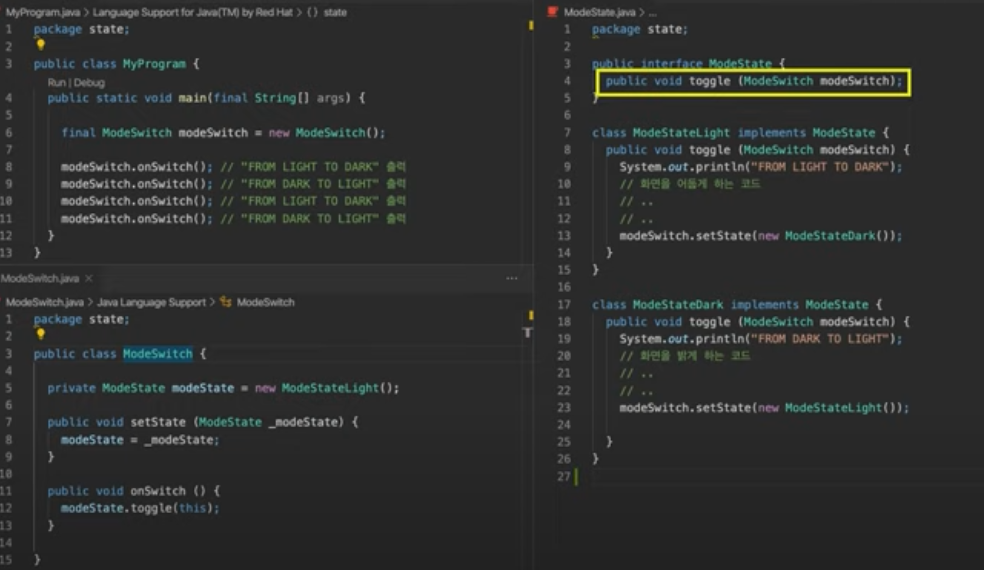 MyProgram.java > Language Support for Java(TM) by Red Hat > {} state
1 package state;
2
3 public class MyProgram {
Run | Debug
4 public static void main(final String[] args) {
5
6 final ModeSwitch modeSwitch = new ModeSwitch();
7
8 modeSwitch.onSwitch(); // "FROM LIGHT TO DARK" 출력
9 modeSwitch.onSwitch(); // "FROM DARK TO LIGHT" 출력
10 modeSwitch.onSwitch(); // "FROM LIGHT TO DARK" 출력
11 modeSwitch.onSwitch(); // "FROM DARK TO LIGHT" 출력
12 }
13 }
ModeSwitch.java ×
ModeSwitch.java > Java Language Support > ModeSwitch
1 package state;
2
3 public class ModeSwitch {
4
5 private ModeState modeState = new ModeStateLight();
6
7 public void setState (ModeState _modeState) {
8 modeState = _modeState;
9 }
10
11 public void onSwitch () {
12 modeState.toggle(this);
13 }
14
15 }
ModeState.java > ...
1 package state;
2
3 public interface ModeState {
4 public void toggle (ModeSwitch modeSwitch);
5 }
6
7 class ModeStateLight implements ModeState {
8 public void toggle (ModeSwitch modeSwitch) {
9 System.out.println("FROM LIGHT TO DARK");
10 // 화면을 어둡게 하는 코드
11 // ..
12 // ..
13 modeSwitch.setState(new ModeStateDark());
14 }
15 }
16
17 class ModeStateDark implements ModeState {
18 public void toggle (ModeSwitch modeSwitch) {
19 System.out.println("FROM DARK TO LIGHT");
20 // 화면을 밝게 하는 코드
21 // ..
22 // ..
23 modeSwitch.setState(new ModeStateLight());
24
25 }
26 }
27